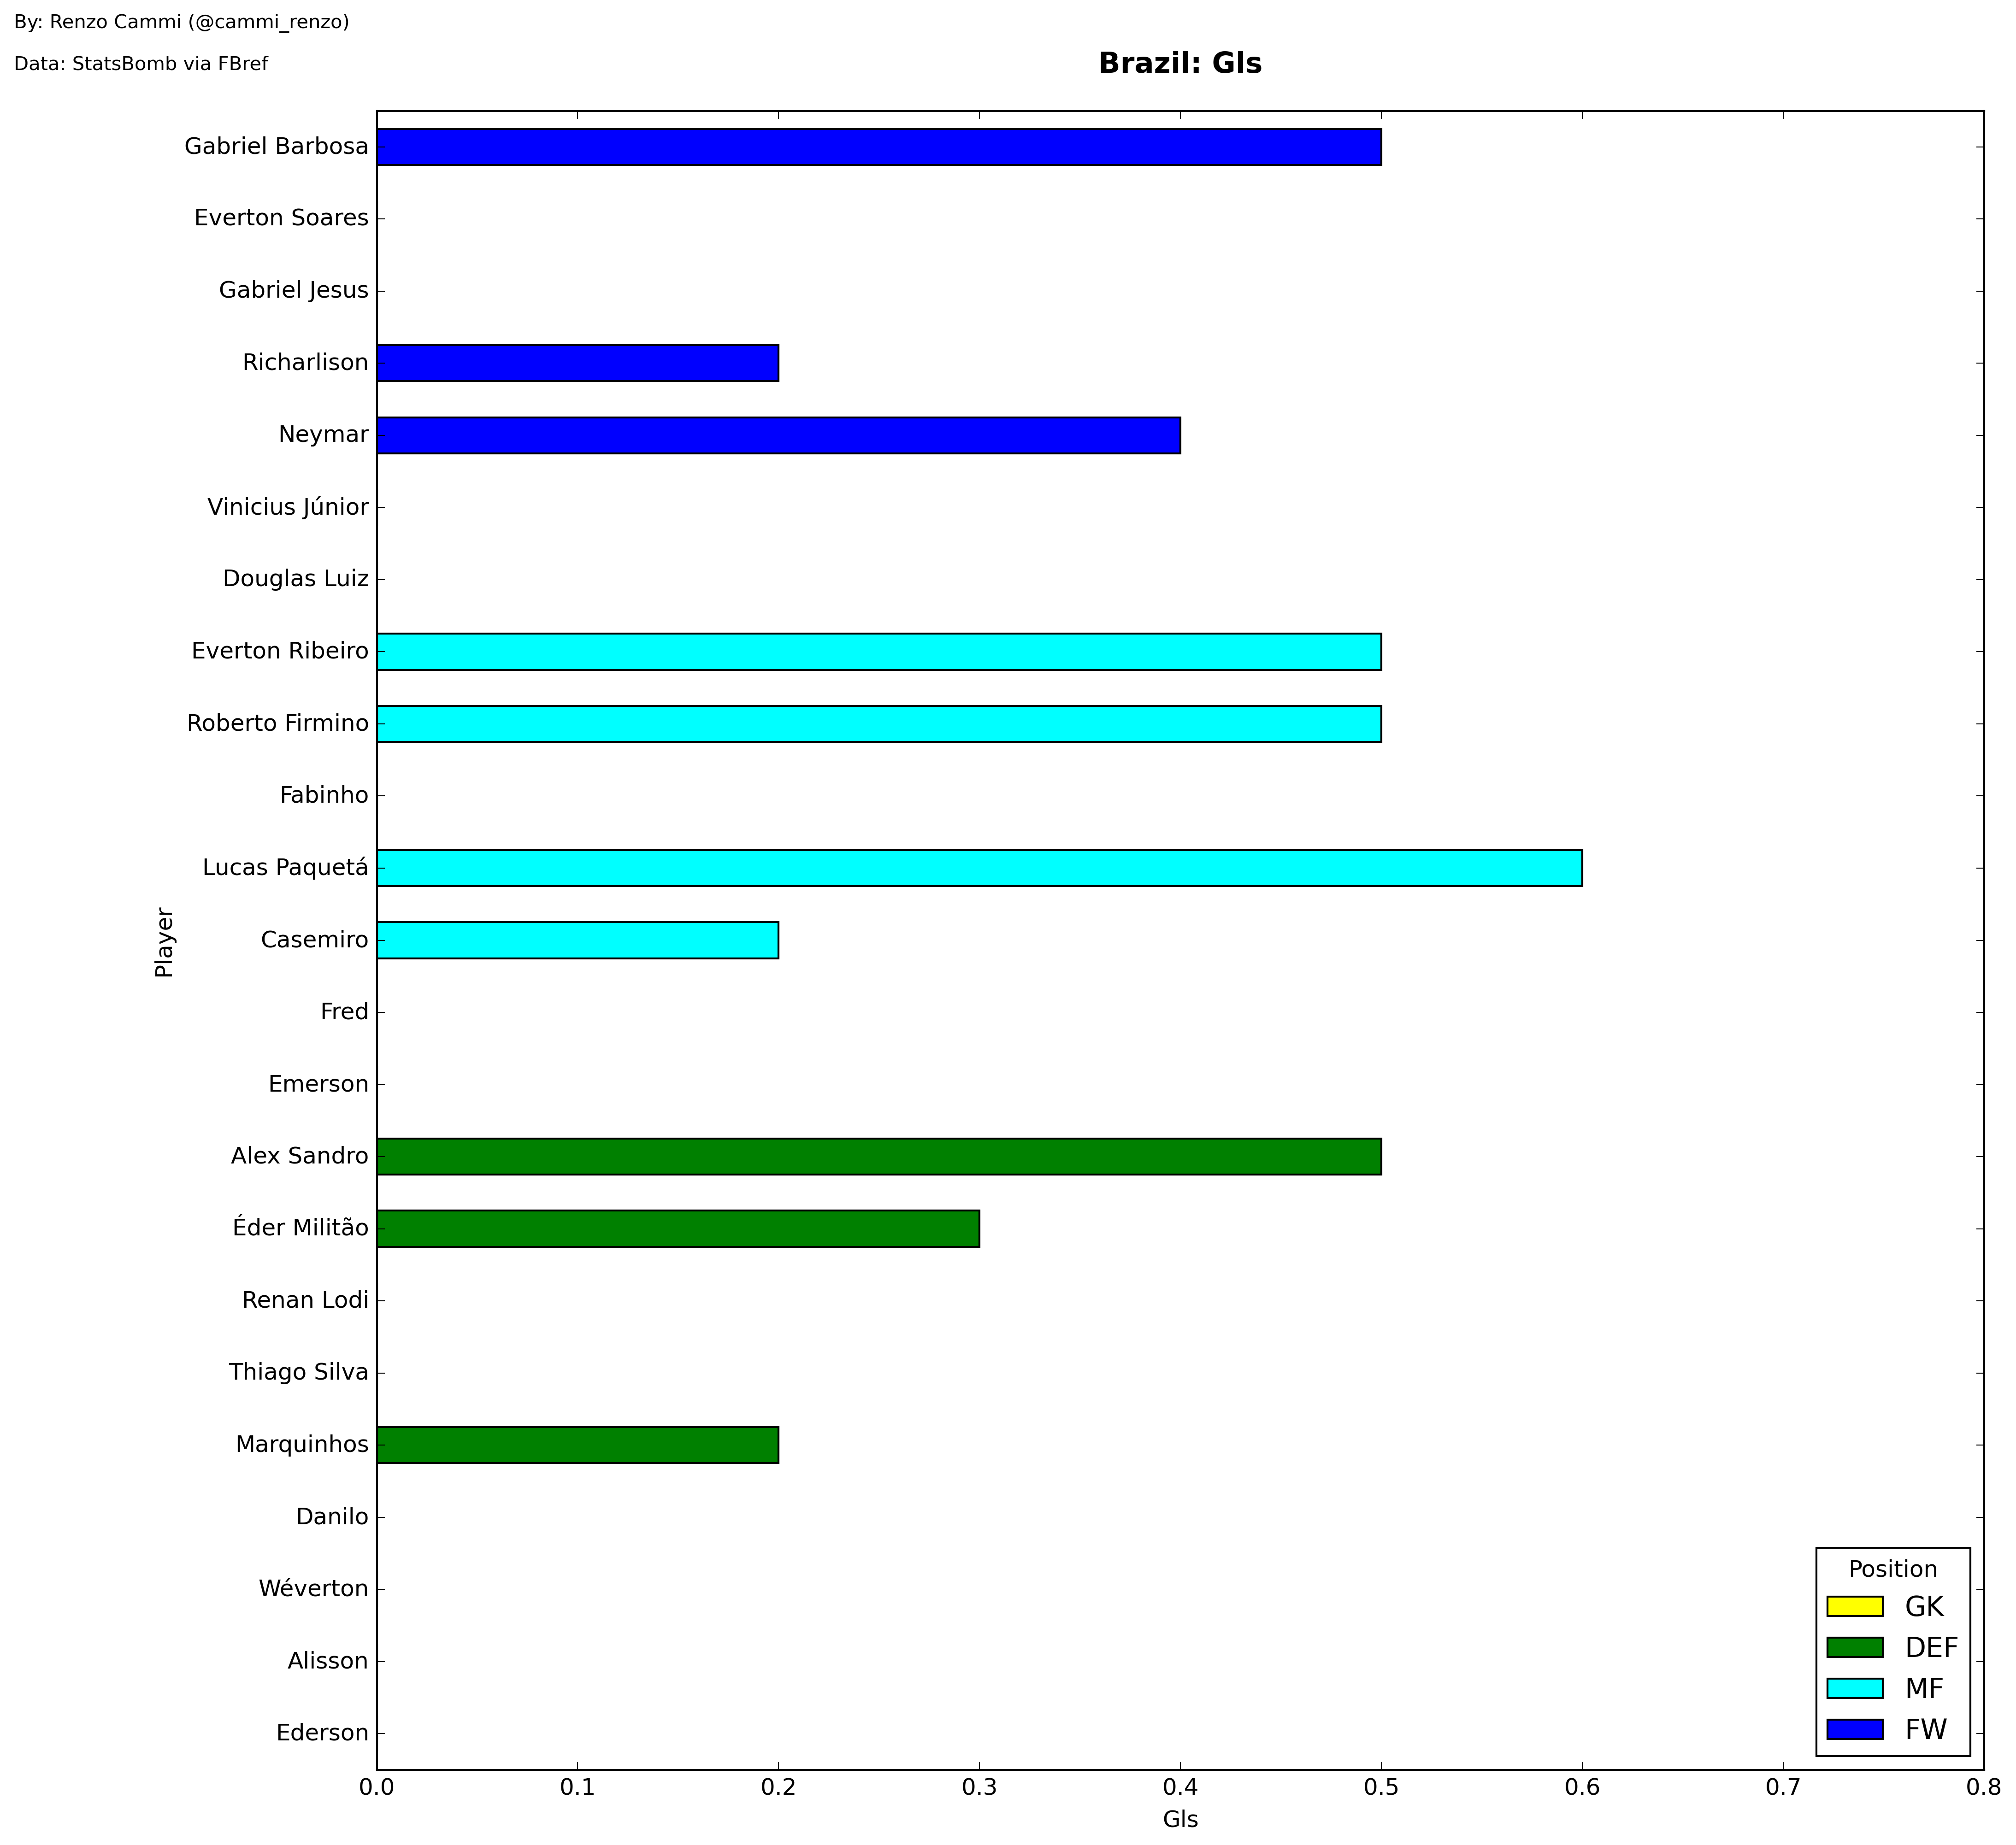 By: Renzo Cammi (@cammi_renzo)
Data: StatsBomb via FBref
Brazil: Gls
Gabriel Barbosa
Everton Soares
Gabriel Jesus
Richarlison
Neymar
Vinicius Júnior
Douglas Luiz
Everton Ribeiro
Roberto Firmino
Fabinho
Lucas Paquetá
Casemiro
Fred
Emerson
Alex Sandro
Éder Militão
Renan Lodi
Thiago Silva
Marquinhos
Danilo
Wéverton
Alisson
Ederson
Player
Position
GK
DEF
MF
FW
0.0 0.1 0.2 0.3 0.4 0.5 0.6 0.7 0.8
Gls